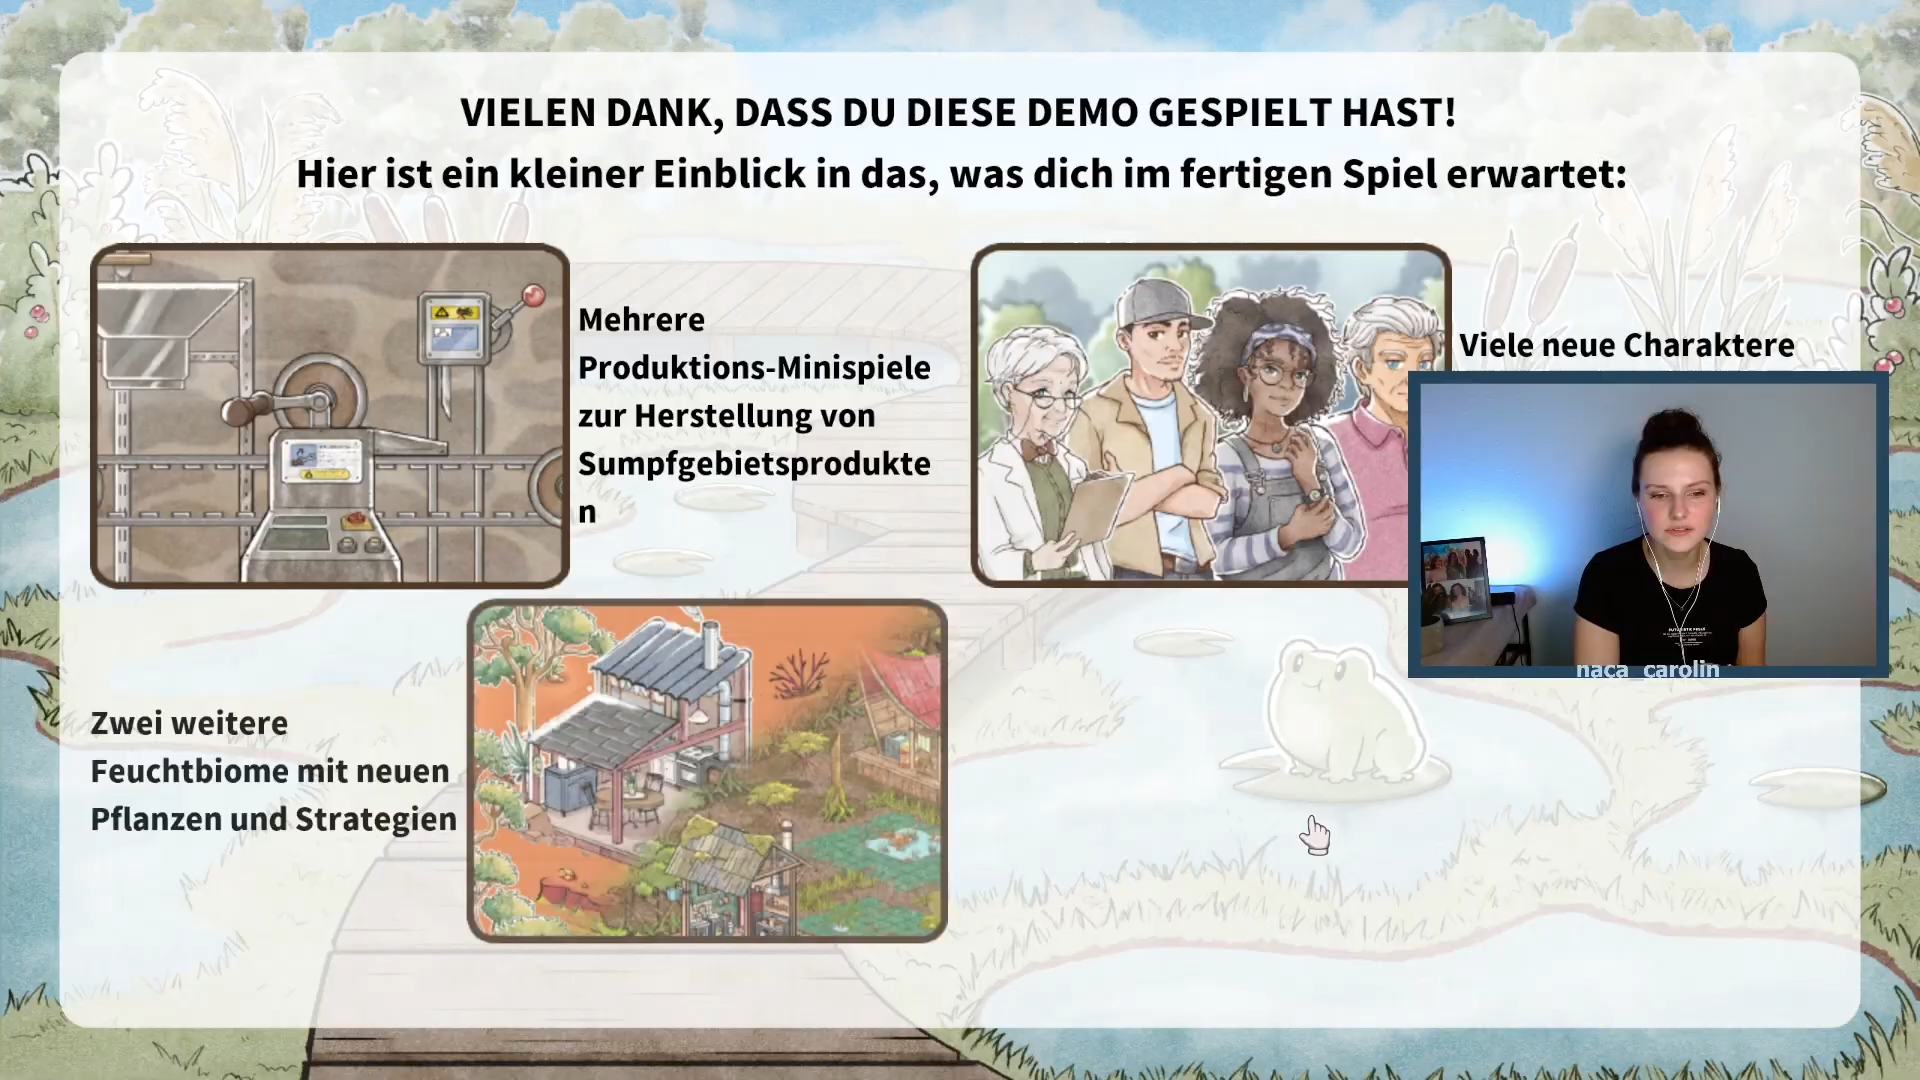 VIELEN DANK, DASS DU DIESE DEMO GESPIELT HAST!
Hier ist ein kleiner Einblick in das, was dich im fertigen Spiel erwartet:
Mehrere
Produktions-Minispiele
zur Herstellung von
Sumpfgebietsprodukte
n
Viele neue Charaktere
naca_carolin
Zwei weitere
Feuchtbiome mit neuen
Pflanzen und Strategien